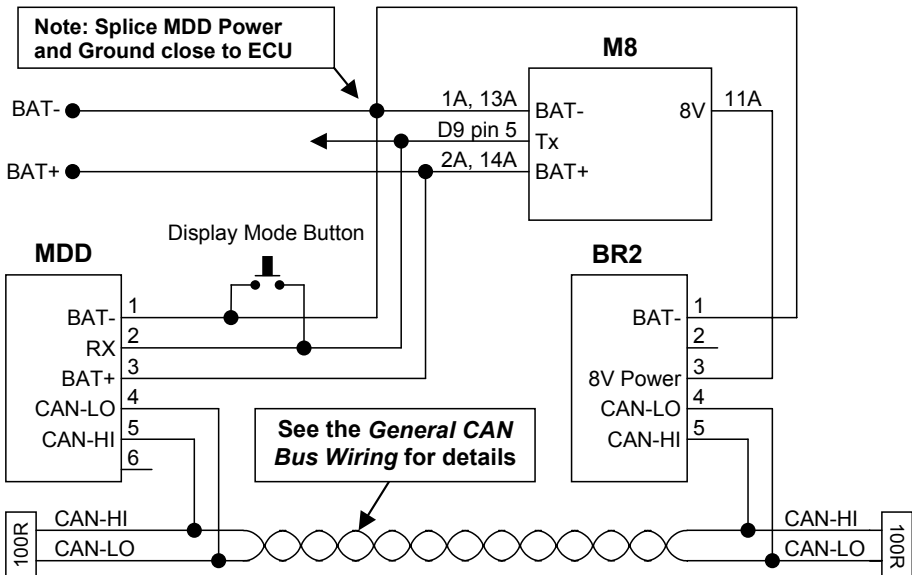 Note: Splice MDD Power
and Ground close to ECU
M8
BAT-
1A, 13A
BAT-
8V
11A
D9 pin 5
Tx
BAT+
2A, 14A
BAT+
Display Mode Button
MDD
BAT-
1
RX
2
BAT+
3
CAN-LO
4
CAN-HI
5
6
BR2
BAT-
1
2
8V Power
3
CAN-LO
4
CAN-HI
5
See the General CAN
Bus Wiring for details
100R
CAN-HI
CAN-LO
CAN-HI
CAN-LO
100R